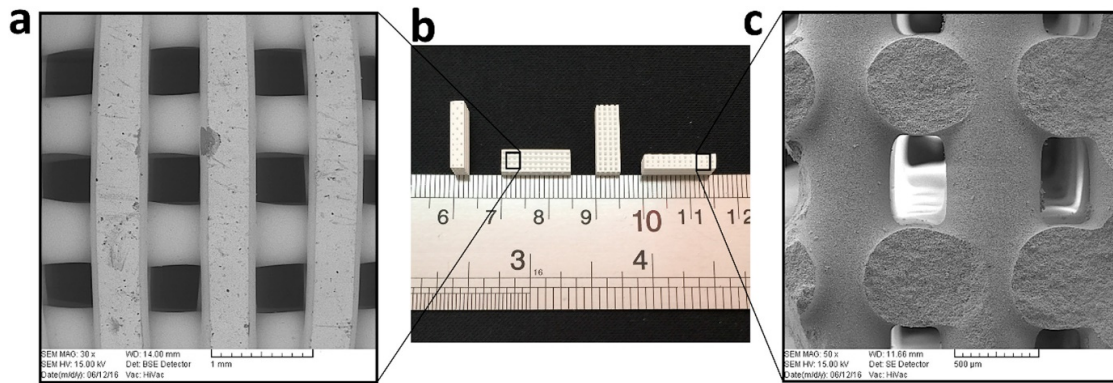 a
b
c
SEM MAG: 30 x WD: 14.00 mm
SEM HV: 15.00 kV Det: BSE Detector
Date(m/d/y): 06/12/16 Vac: HiVac
1 mm
6 7 8 9 10 11 12
3 16 4
SEM MAG: 50 x WD: 11.66 mm
SEM HV: 15.00 kV Det: SE Detector
Date(m/d/y): 06/12/16 Vac: HiVac
500 µm